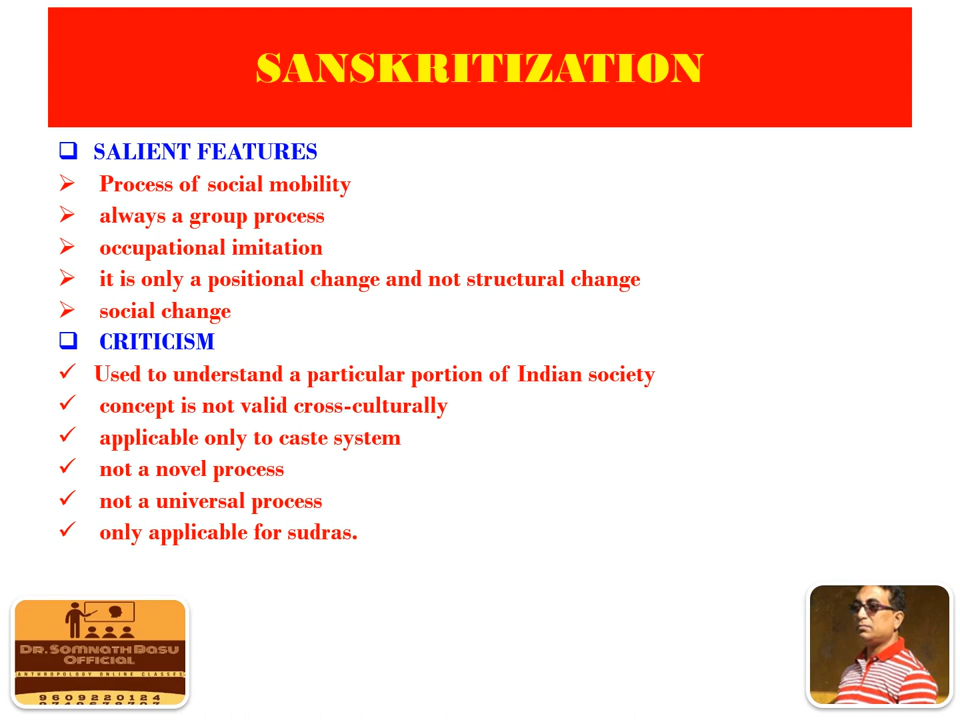 SANSKRITIZATION
SALIENT FEATURES
Process of social mobility
always a group process
occupational imitation
it is only a positional change and not structural change
social change
CRITICISM
Used to understand a particular portion of Indian society
concept is not valid cross-culturally
applicable only to caste system
not a novel process
not a universal process
only applicable for sudras.
Dr. Somnath Basu
Official
Anthropology Online Classes
9609220124